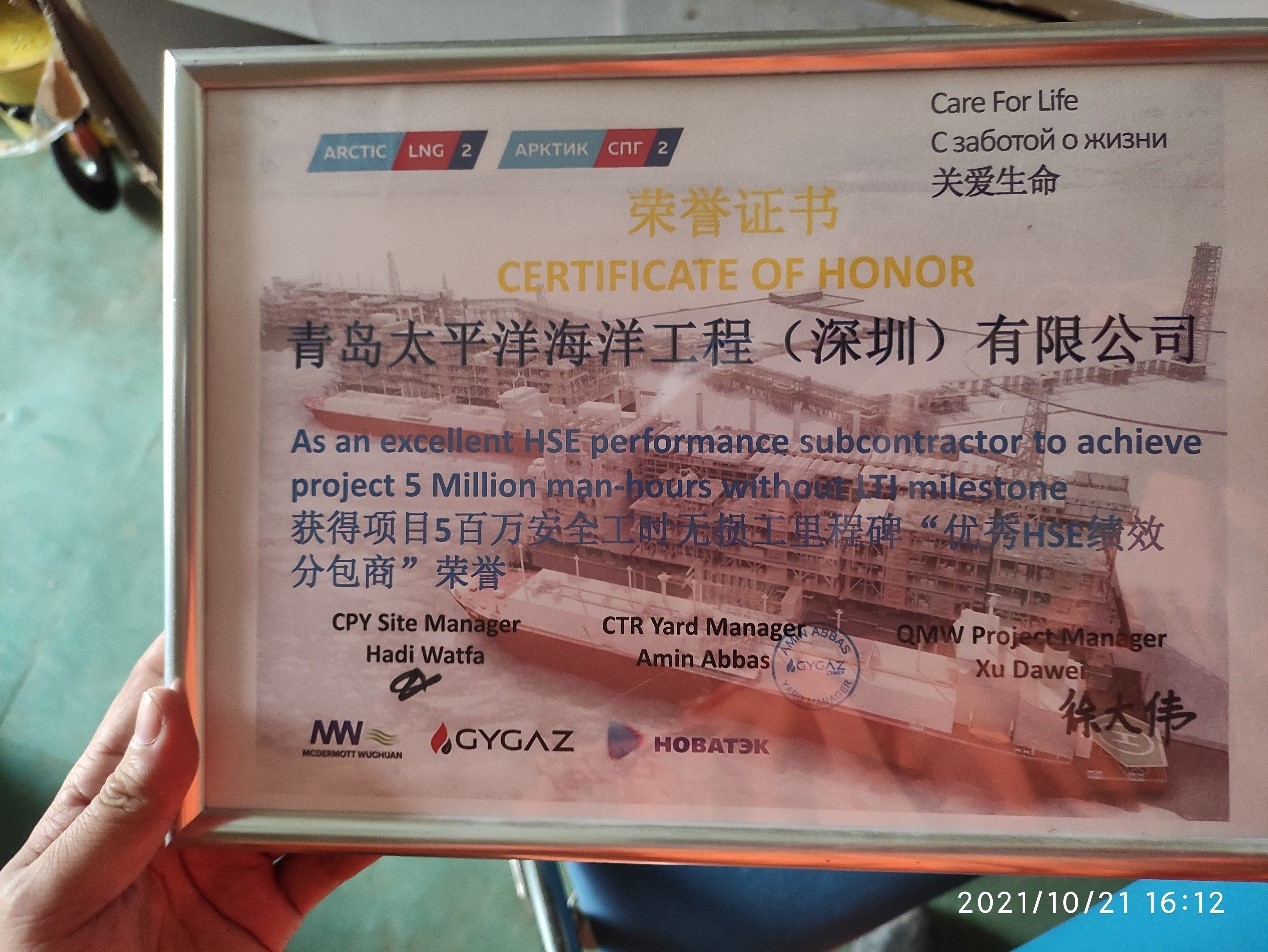 Care For Life
С заботой о жизни
关爱生命
ARCTIC LNG 2 АРКТИК СПГ 2
荣誉证书
CERTIFICATE OF HONOR
青岛太平洋海洋工程（深圳）有限公司
As an excellent HSE performance subcontractor to achieve
project 5 Million man-hours without LTI milestone
获得项目5百万安全工时无损工里程碑“优秀HSE绩效
分包商”荣誉
CPY Site Manager
Hadi Watfa
CTR Yard Manager
Amin Abbas
AMIN ABBAS
GYGAZ
YARD MANAGER
QMW Project Manager
Xu Dawei
徐大伟
MW
MCDERMOTT WUCHUAN
GYGAZ
НОВАТЭК
2021/10/21 16:12